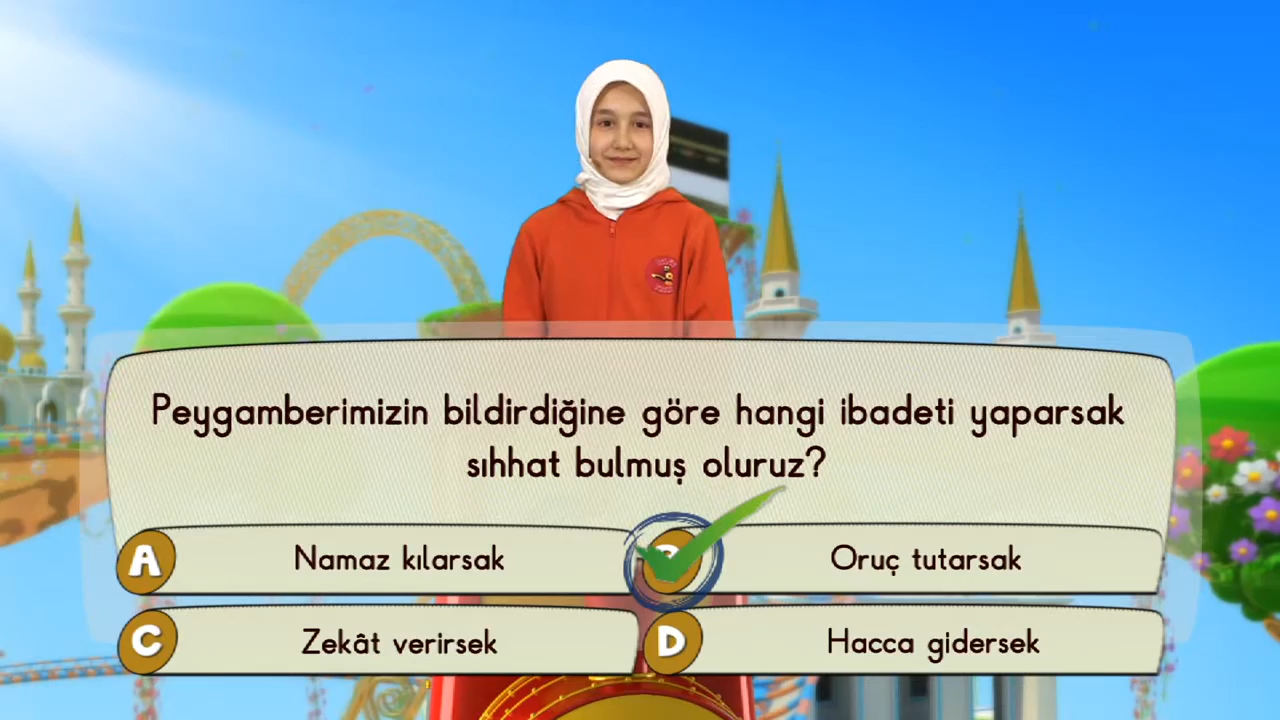 Peygamberimizin bildirdiğine göre hangi ibadeti yaparsak
sıhhat bulmuş oluruz?
A Namaz kılarsak
Oruç tutarsak
C Zekât verirsek
D Hacca gidersek